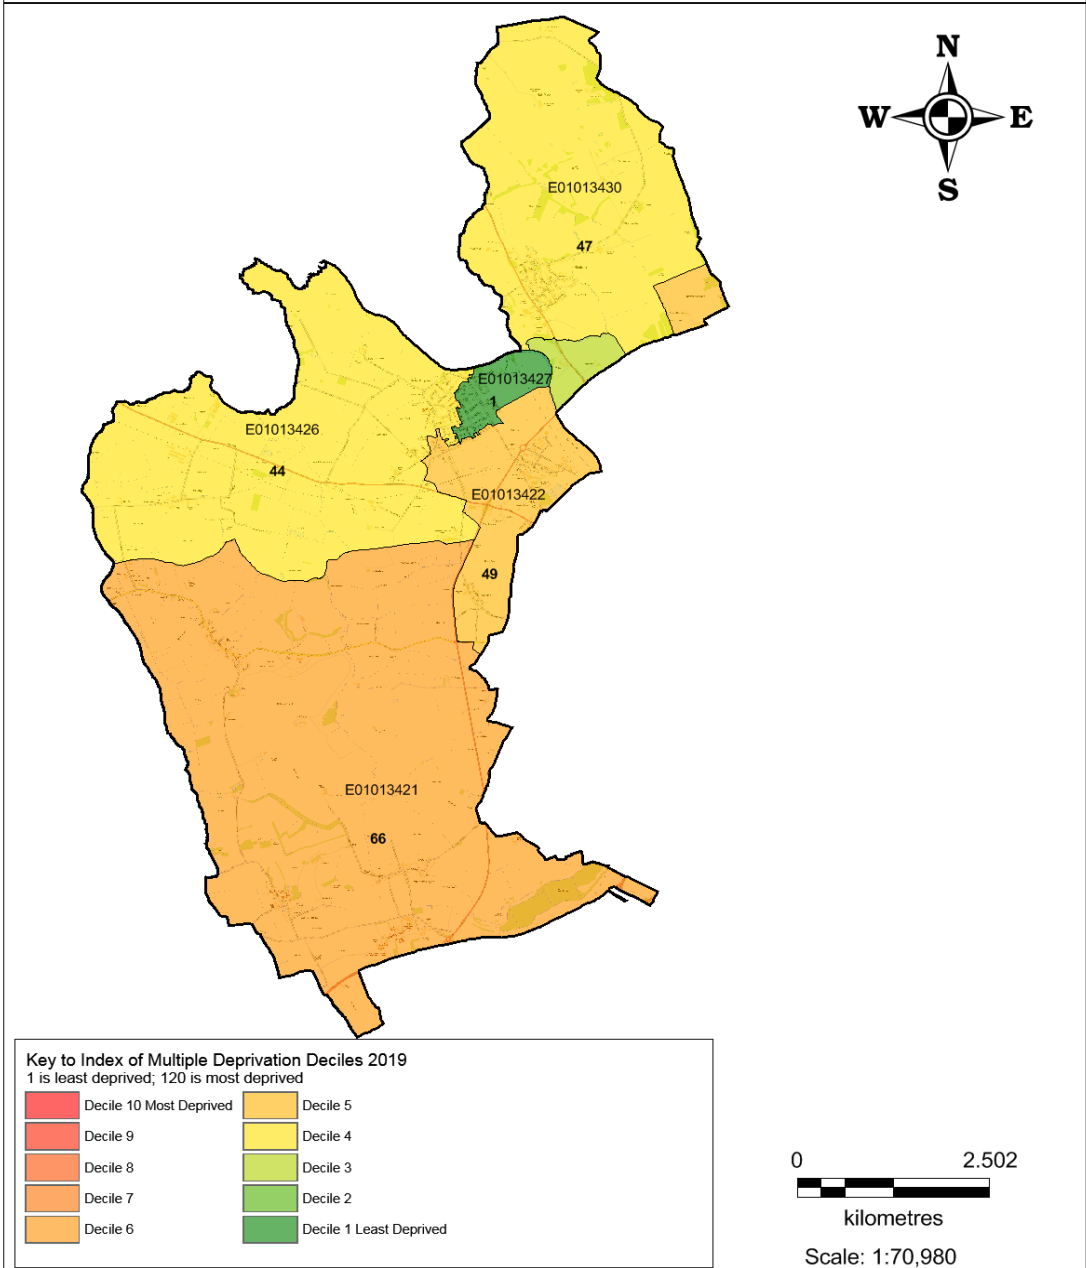 N
W E
S
E01013430
47
E01013427
1
E01013426
44
E01013422
49
E01013421
66
Key to Index of Multiple Deprivation Deciles 2019
1 is least deprived; 120 is most deprived
Decile 10 Most Deprived Decile 5
Decile 9 Decile 4
Decile 8 Decile 3
Decile 7 Decile 2
Decile 6 Decile 1 Least Deprived
0 2.502
kilometres
Scale: 1:70,980